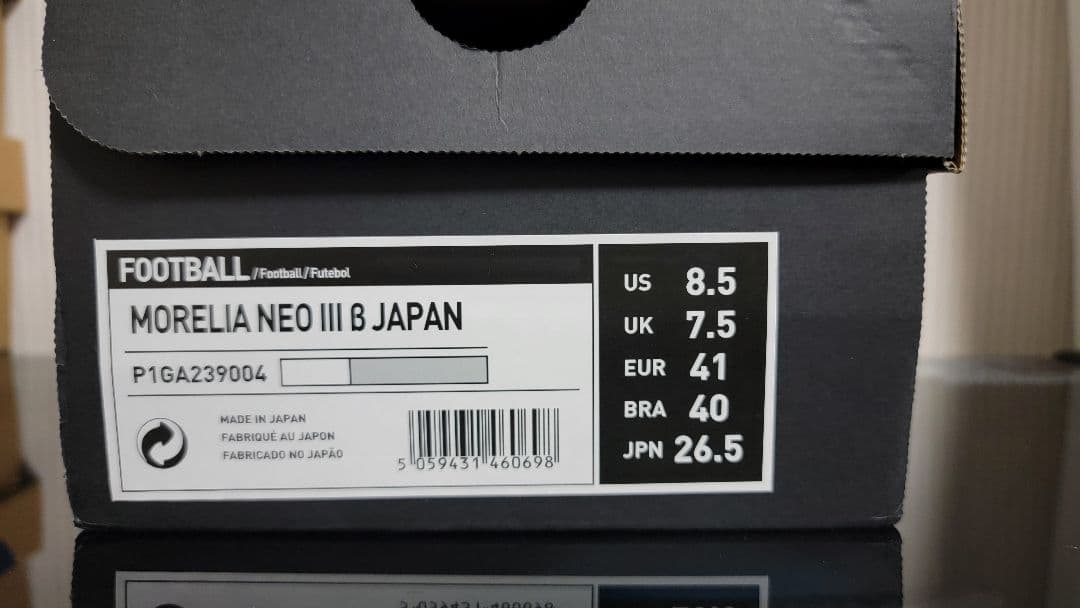 FOOTBALL/Football/Futebol
MORELIA NEO III β JAPAN
P1GA239004
MADE IN JAPAN
FABRIQUÉ AU JAPON
FABRICADO NO JAPÃO
5 059431 460698
US 8.5
UK 7.5
EUR 41
BRA 40
JPN 26.5